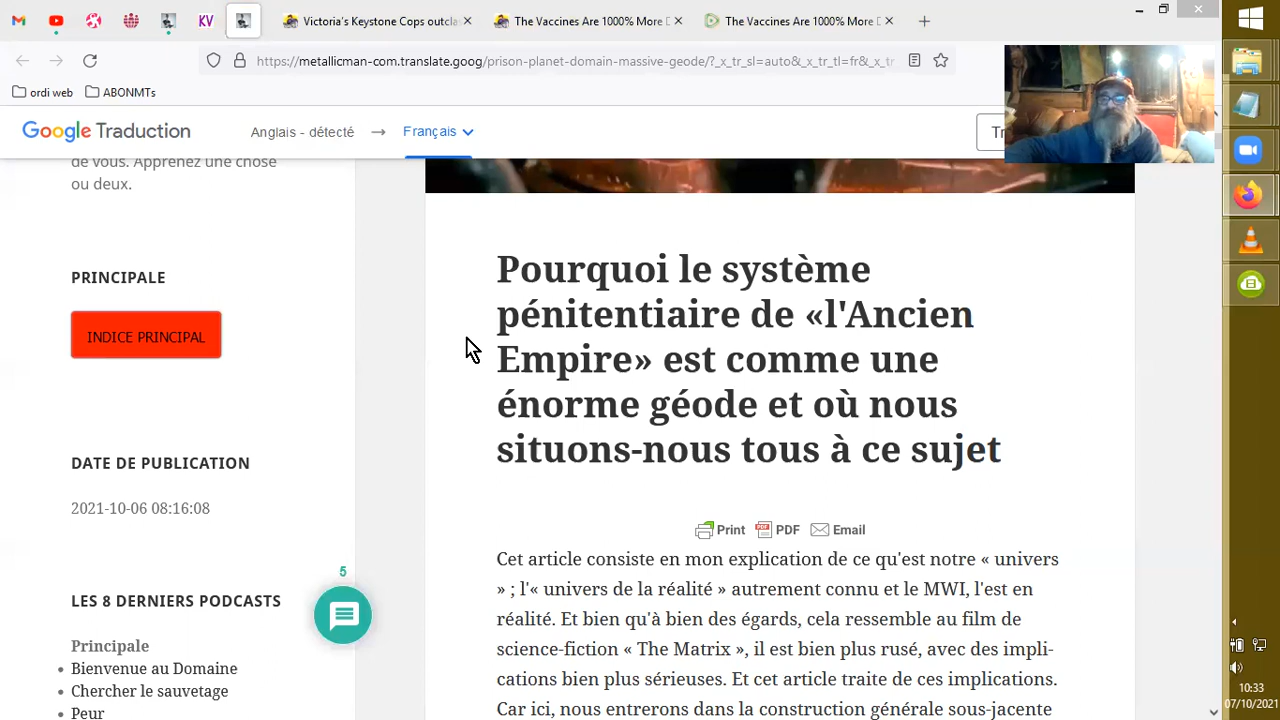 Victoria's Keystone Cops outcla
The Vaccines Are 1000% More D
The Vaccines Are 1000% More D
https://metallicman-com.translate.goog/prison-planet-domain-massive-geode/?_x_tr_sl=auto&_x_tr_tl=fr&_x_tr
ordi web
ABONMTs
Google Traduction
Anglais - détecté → Français
Tr
de vous. Apprenez une chose
ou deux.
PRINCIPALE
INDICE PRINCIPAL
DATE DE PUBLICATION
2021-10-06 08:16:08
5
LES 8 DERNIERS PODCASTS
Principale
Bienvenue au Domaine
Chercher le sauvetage
Peur
Pourquoi le système
pénitentiaire de «l'Ancien
Empire» est comme une
énorme géode et où nous
situons-nous tous à ce sujet
Print PDF Email
Cet article consiste en mon explication de ce qu'est notre « univers
» ; l'« univers de la réalité » autrement connu et le MWI, l'est en
réalité. Et bien qu'à bien des égards, cela ressemble au film de
science-fiction « The Matrix », il est bien plus rusé, avec des impli-
cations bien plus sérieuses. Et cet article traite de ces implications.
Car ici, nous entrerons dans la construction générale sous-jacente
10:33
07/10/2021